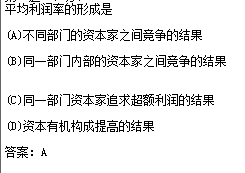 平均利润率的形成是
(A)不同部门的资本家之间竞争的结果
(B)同一部门内部的资本家之间竞争的结果
(C)同一部门资本家追求超额利润的结果
(D)资本有机构成提高的结果
答案：A